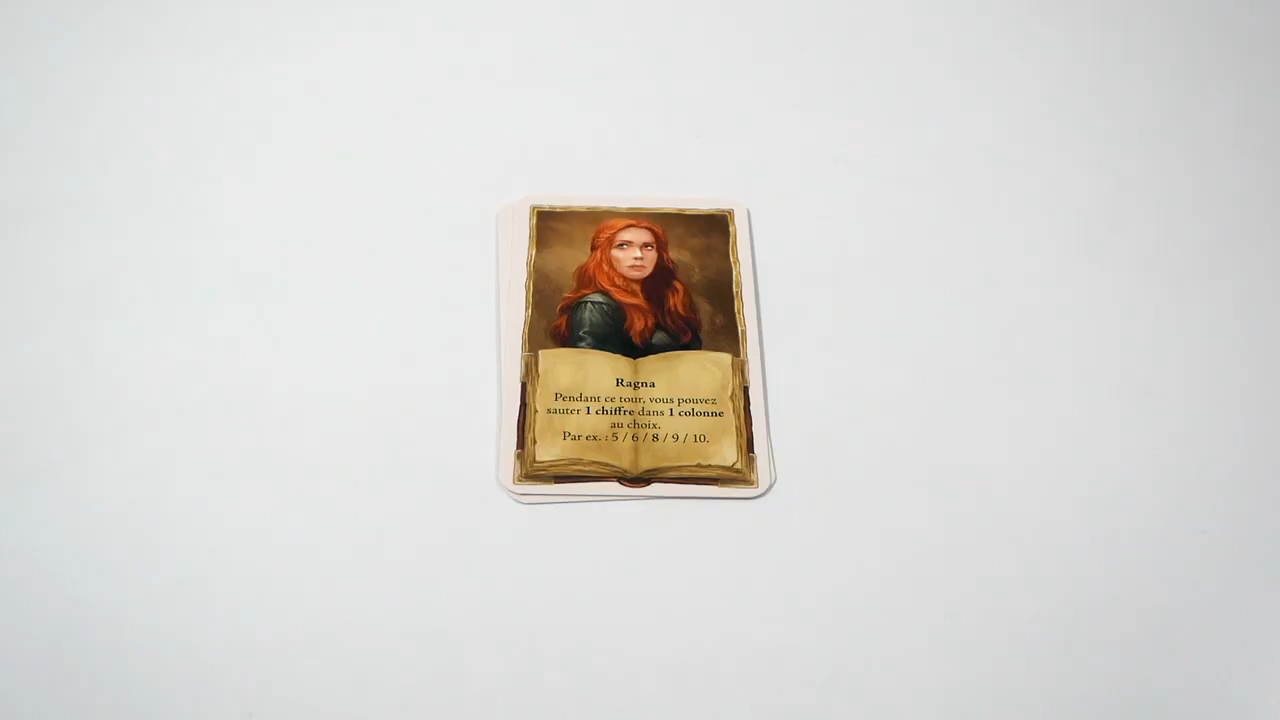 Ragna
Pendant ce tour, vous pouvez
sauter 1 chiffre dans 1 colonne
au choix.
Par ex. : 5 / 6 / 8 / 9 / 10.